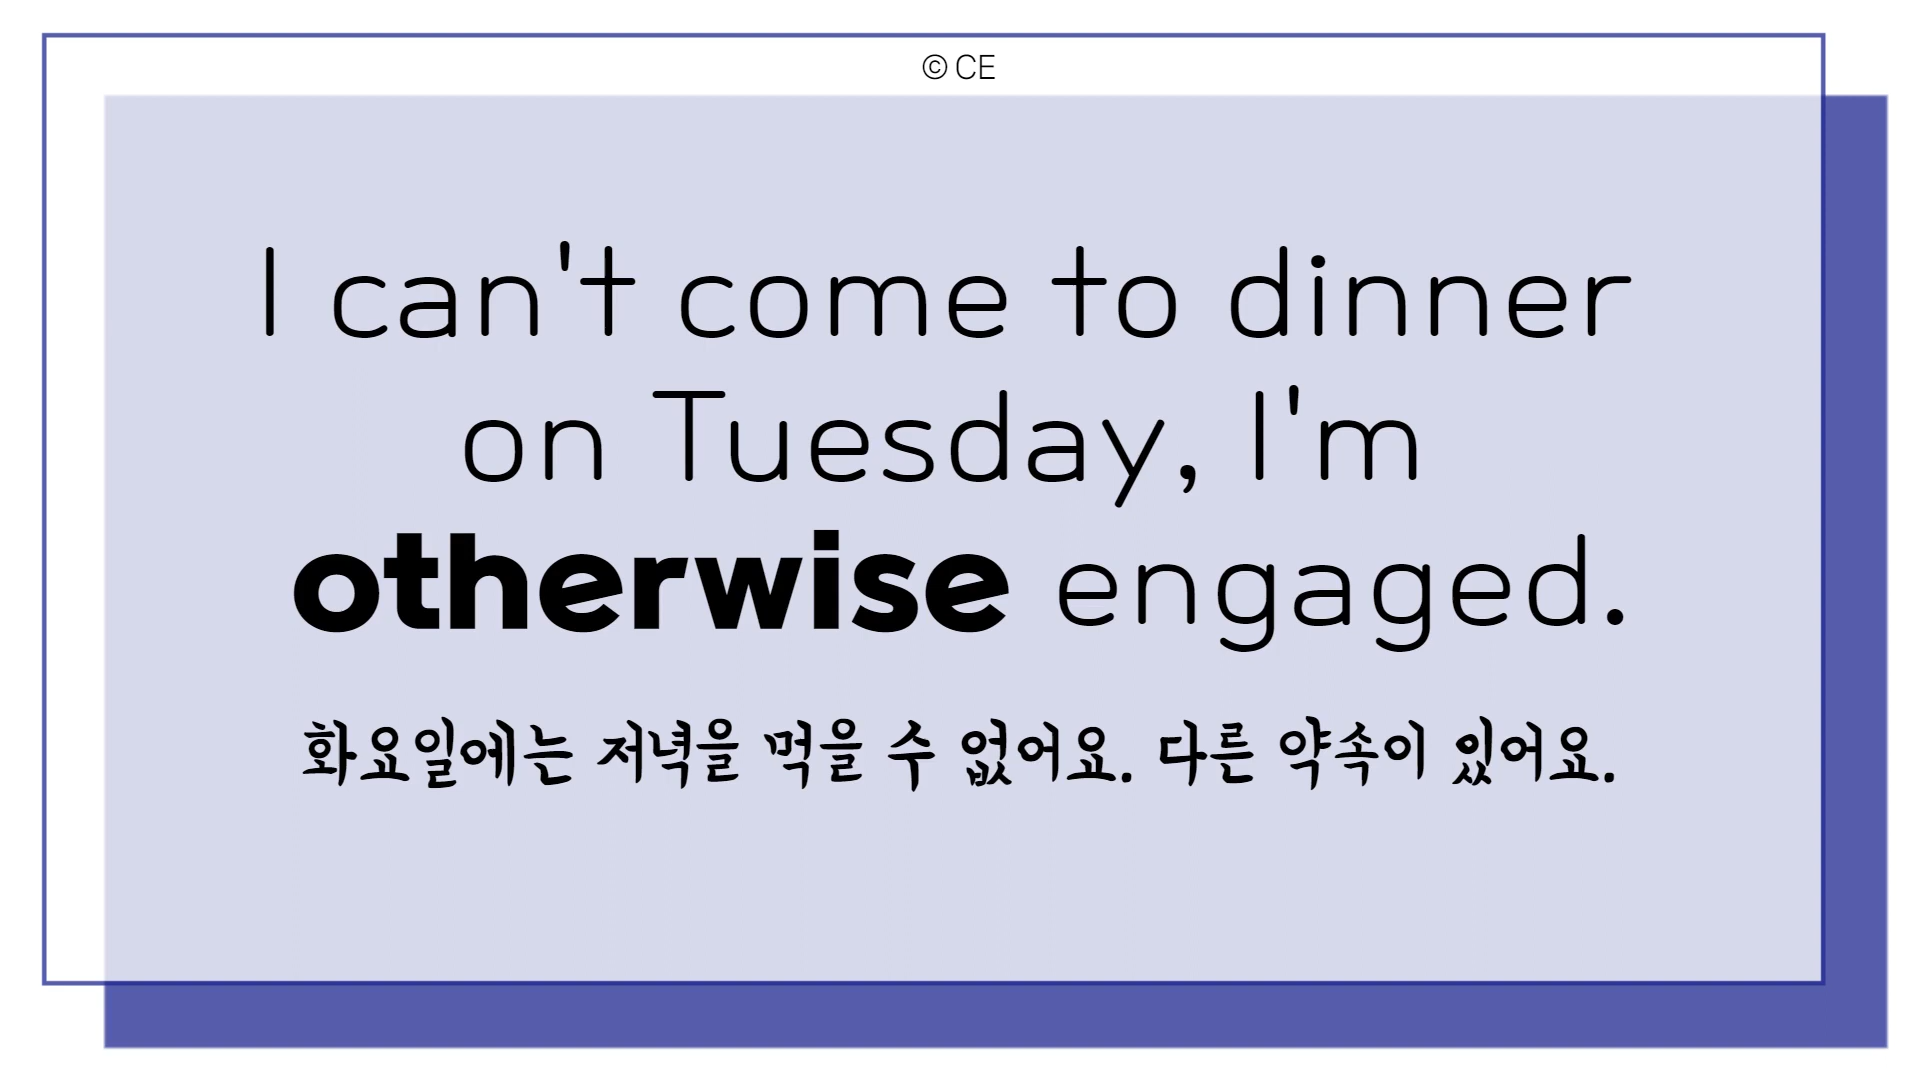 © CE
I can't come to dinner
on Tuesday, I'm
otherwise engaged.
화요일에는 저녁을 먹을 수 없어요. 다른 약속이 있어요.